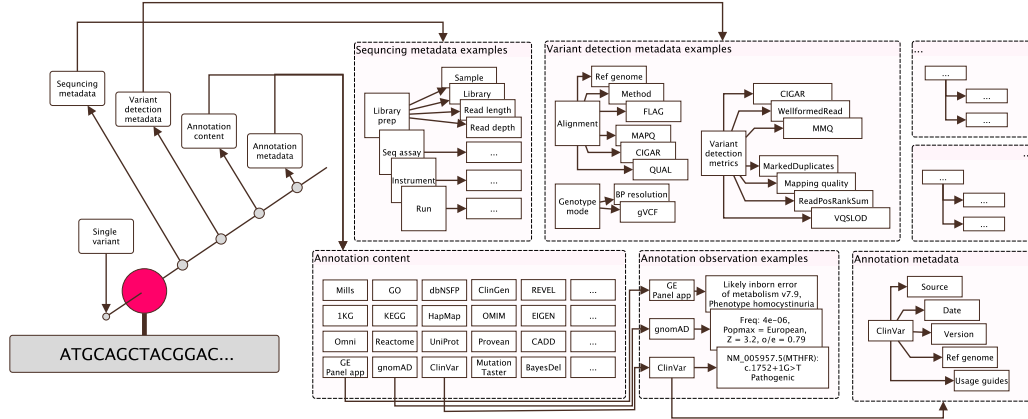 Sequncing
metadata
Variant
detection
metadata
Annotation
content
Annotation
metadata
Single
variant
ATGCAGCTACGGAC...
Sequncing metadata examples
Library
prep
Sample
Library
Read length
Read depth
Seq assay
...
Instrument
...
Run
...
Variant detection metadata examples
Alignment
Ref genome
Method
FLAG
MAPQ
CIGAR
QUAL
Genotype
mode
BP resolution
gVCF
Variant
detection
metrics
CIGAR
WellformedRead
MMQ
MarkedDuplicates
Mapping quality
ReadPosRankSum
VQSLOD
...
...
...
...
...
...
...
...
Annotation content
Mills GO dbNSFP ClinGen REVEL ...
1KG KEGG HapMap OMIM EIGEN ...
Omni Reactome UniProt Provean CADD ...
GE
Panel app gnomAD ClinVar Mutation
Taster BayesDel ...
Annotation observation examples
GE
Panel app
Likely inborn error
of metabolism v7.9,
Phenotype homocystinuria
gnomAD
Freq: 4e-06,
Popmax = European,
Z = 3.2, o/e = 0.79
ClinVar
NM_005957.5(MTHFR):
c.1752+1G>T
Pathogenic
Annotation metadata
ClinVar
Source
Date
Version
Ref genome
Usage guides